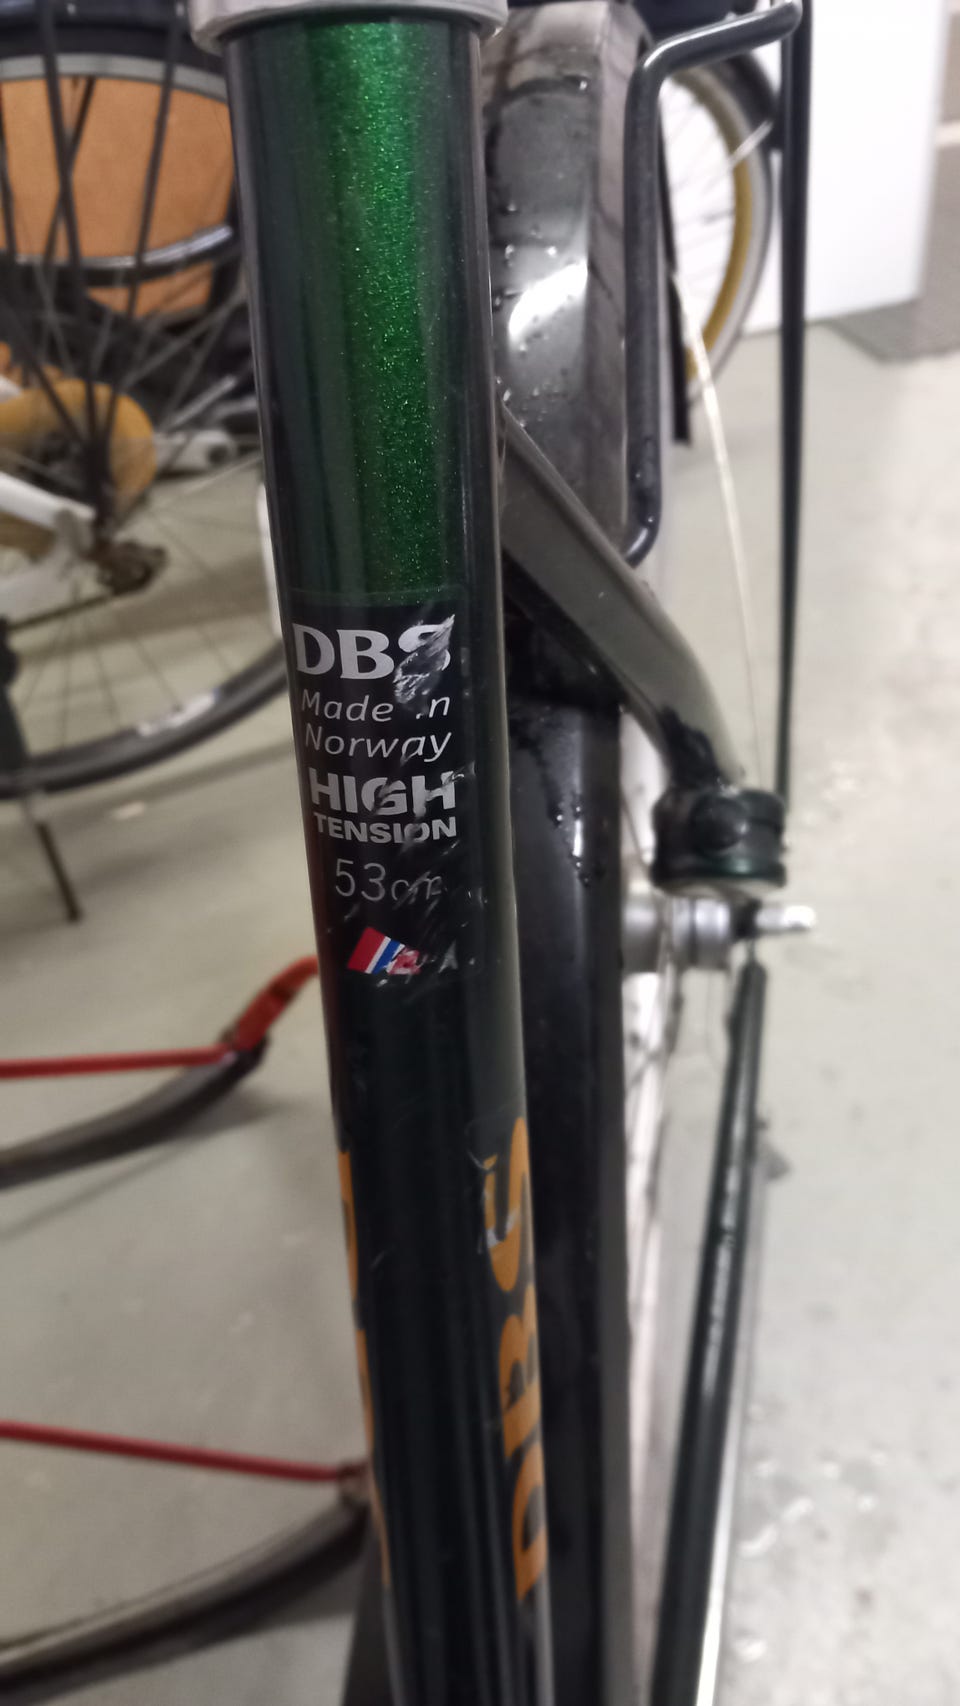 DBS
Made in
Norway
HIGH
TENSION
53cm
DBS